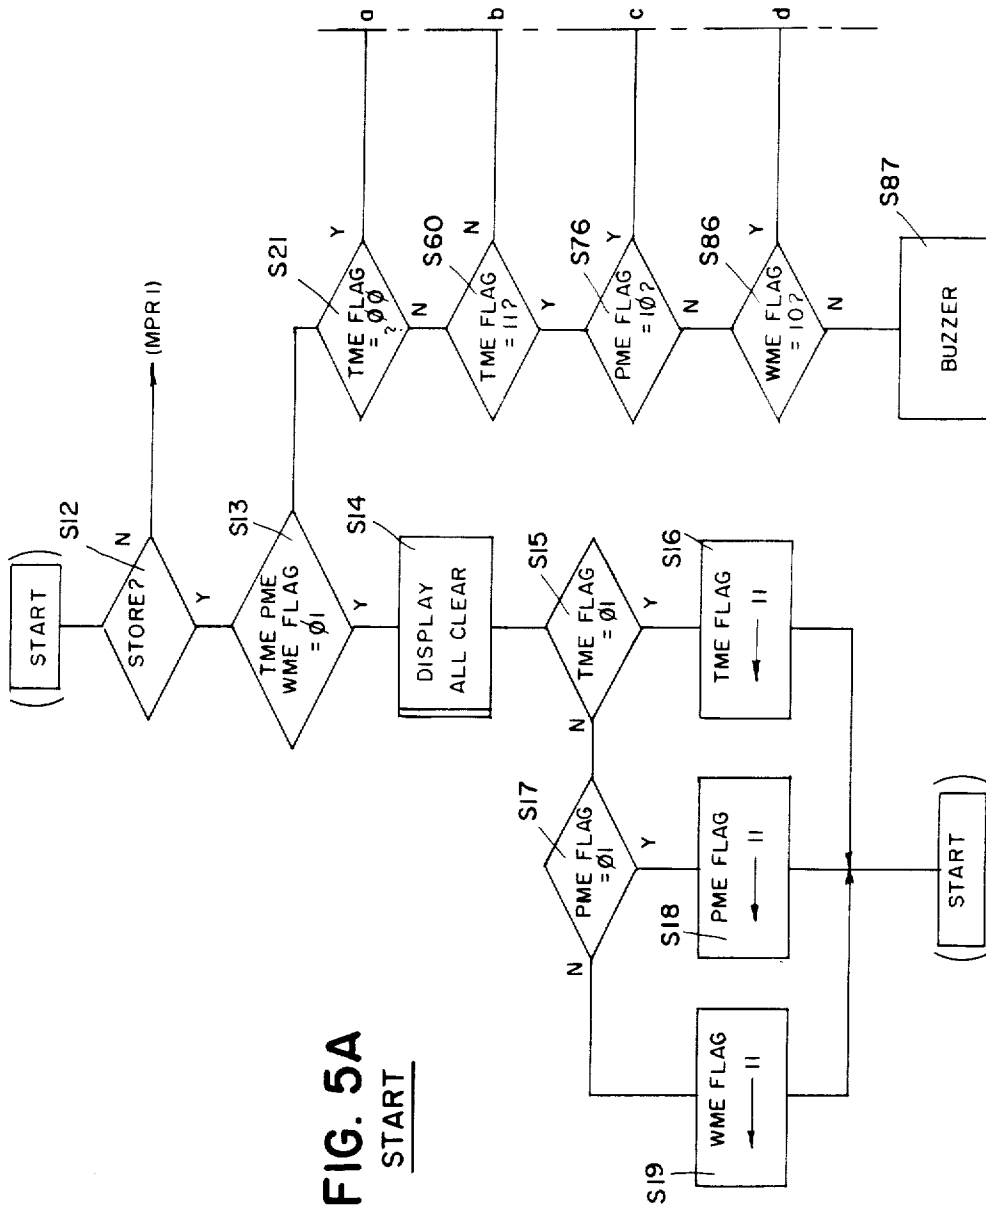 FIG. 5A
START
( START )
STORE?
S12
N
(MPR1)
Y
TME PME
WME FLAG
= Ø1
S13
Y
DISPLAY
ALL CLEAR
S14
TME FLAG
= Ø1
S15
N
Y
TME FLAG
← 11
S16
PME FLAG
= Ø1
S17
N
Y
PME FLAG
← 11
S18
WME FLAG
← 11
S19
( START )
TME FLAG
= ØØ
?
S21
Y
a
N
TME FLAG
= 11?
S60
N
b
Y
PME FLAG
= 1Ø?
S76
Y
c
N
WME FLAG
= 10?
S86
Y
d
N
BUZZER
S87